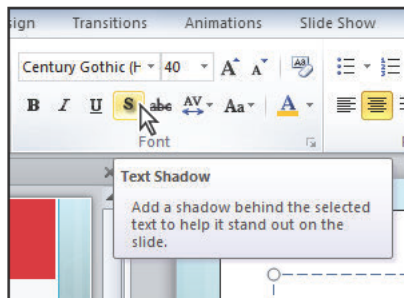 sign Transitions Animations Slide Show
Century Gothic (H 40 A A Aa
B I U S abc AV Aa A
Font
Text Shadow
Add a shadow behind the selected
text to help it stand out on the
slide.